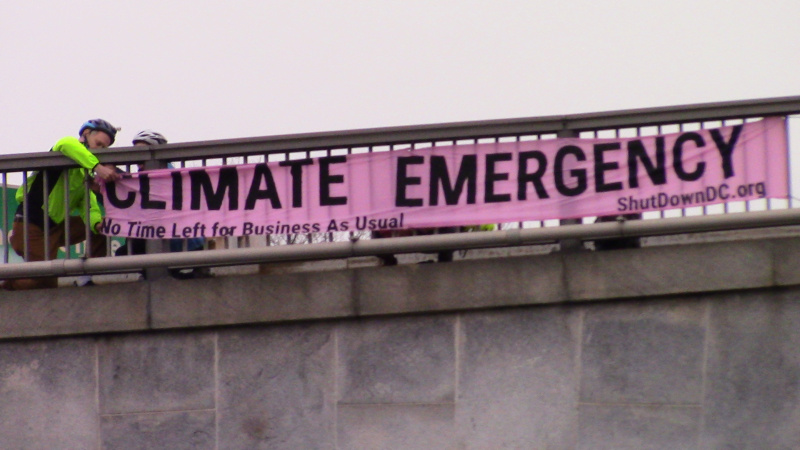 CLIMATE EMERGENCY
No Time Left for Business As Usual
ShutDownDC.org